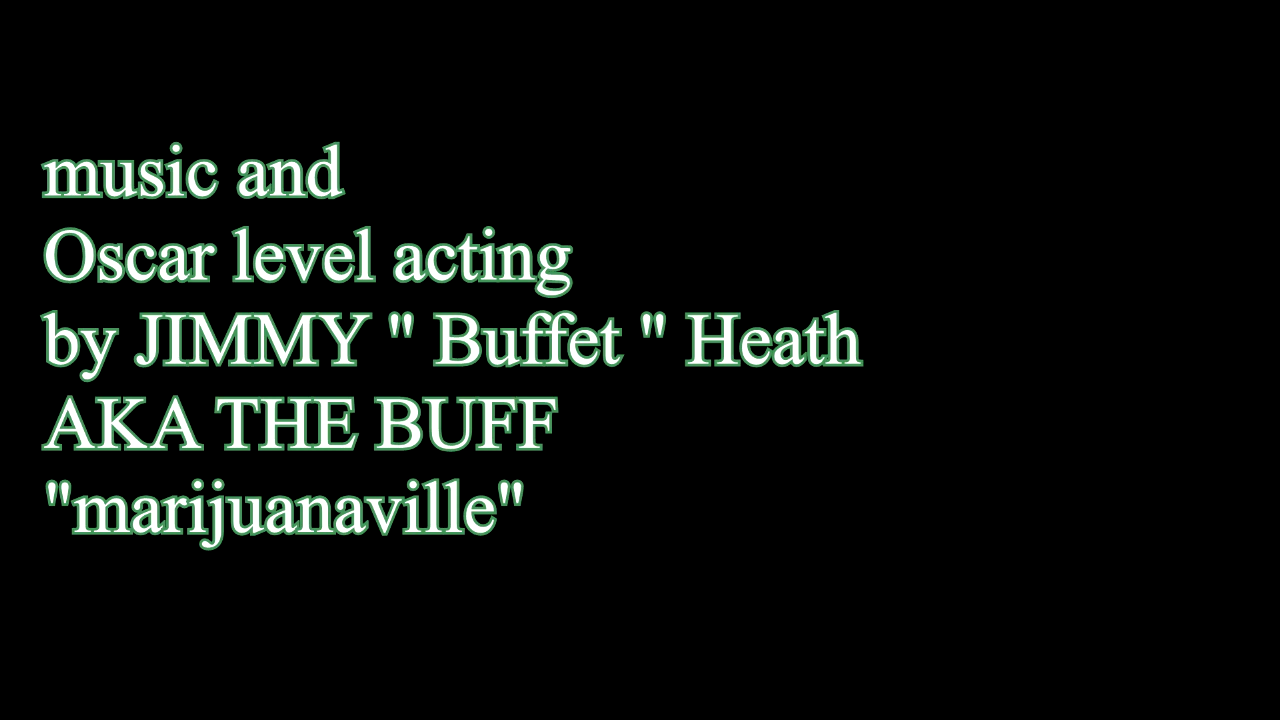 music and
Oscar level acting
by JIMMY " Buffet " Heath
AKA THE BUFF
"marijuanaville"